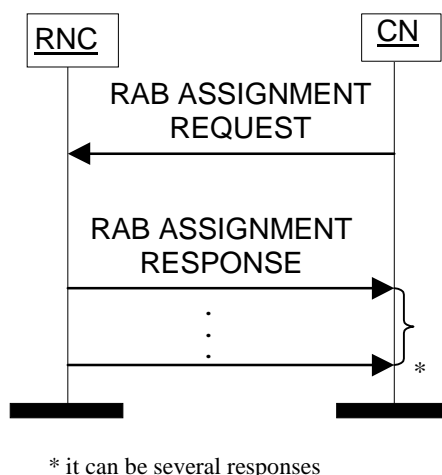 RNC
CN
RAB ASSIGNMENT
REQUEST
RAB ASSIGNMENT
RESPONSE
.
.
.
*
* it can be several responses